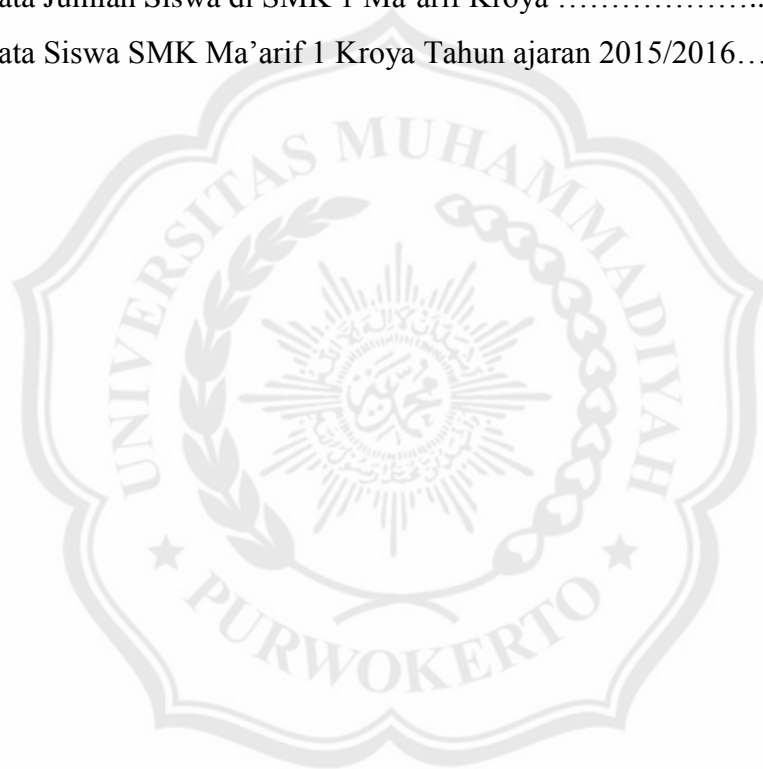 ata Jumlah Siswa di SMK 1 Ma’arif Kroya …………………..
ata Siswa SMK Ma’arif 1 Kroya Tahun ajaran 2015/2016…
UNIVERSITAS MUHAMMADIYAH
PURWOKERTO